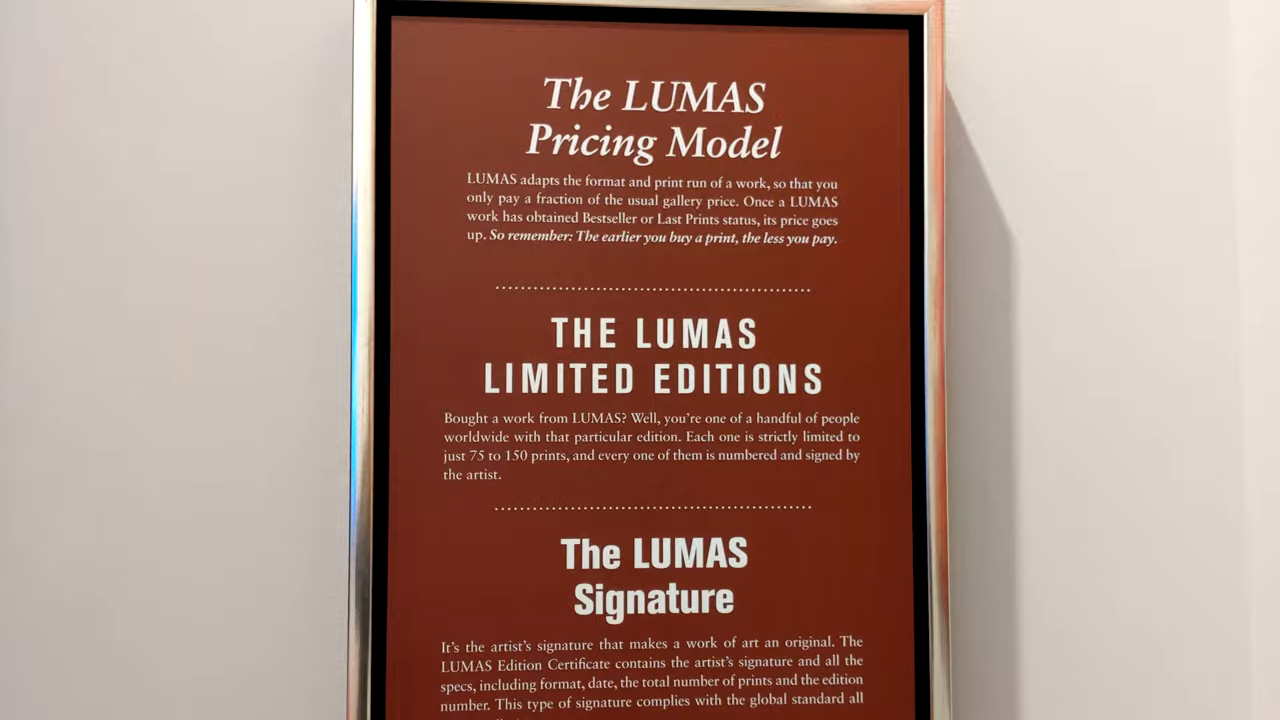 The LUMAS
Pricing Model
LUMAS adapts the format and print run of a work, so that you
only pay a fraction of the usual gallery price. Once a LUMAS
work has obtained Bestseller or Last Prints status, its price goes
up. So remember: The earlier you buy a print, the less you pay.
THE LUMAS
LIMITED EDITIONS
Bought a work from LUMAS? Well, you're one of a handful of people
worldwide with that particular edition. Each one is strictly limited to
just 75 to 150 prints, and every one of them is numbered and signed by
the artist.
The LUMAS
Signature
It's the artist's signature that makes a work of art an original. The
LUMAS Edition Certificate contains the artist's signature and all the
specs, including format, date, the total number of prints and the edition
number. This type of signature complies with the global standard all